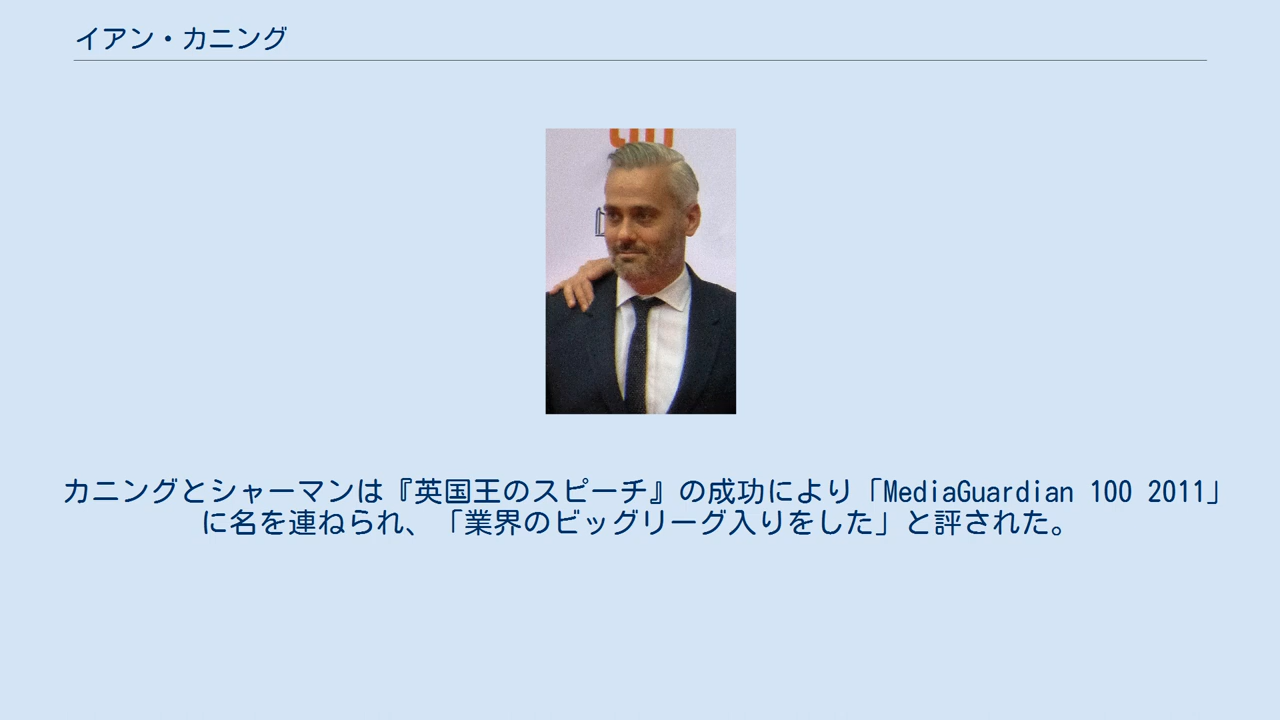 イアン・カニング
カニングとシャーマンは『英国王のスピーチ』の成功により「MediaGuardian 100 2011」
に名を連ねられ、「業界のビッグリーグ入りをした」と評された。